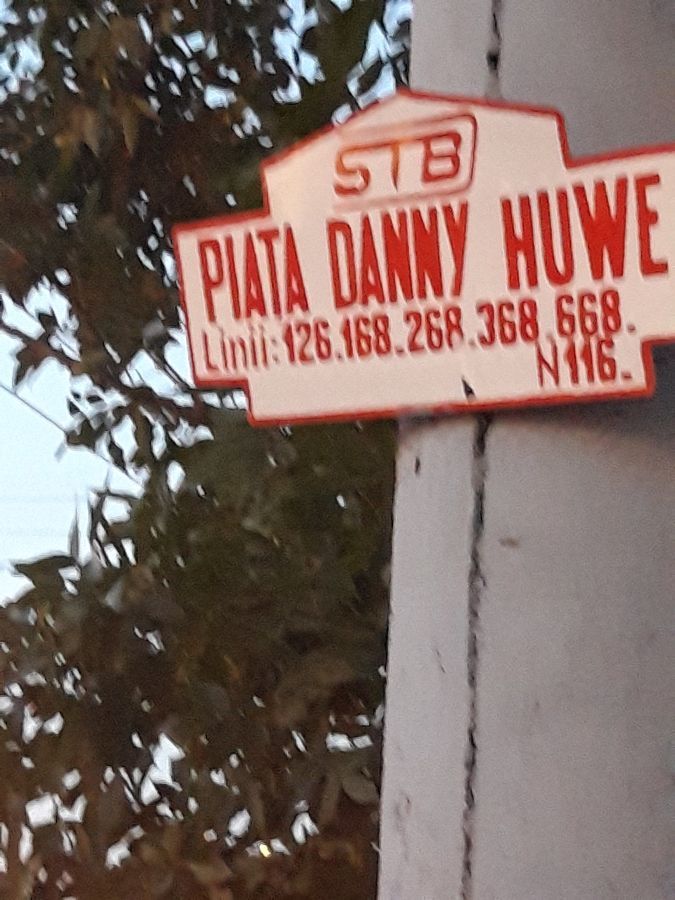 STB
PIATA DANNY HUWE
Linii:126.168.268.368.668.
N116.